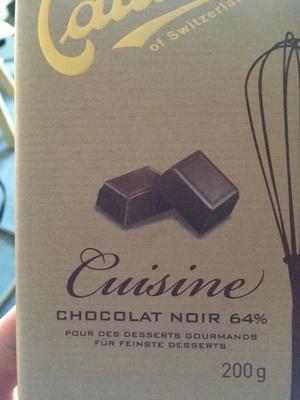 of Switzerland
Cuisine
CHOCOLAT NOIR 64%
POUR DES DESSERTS GOURMANDS
FÜR FEINSTE DESSERTS
200g